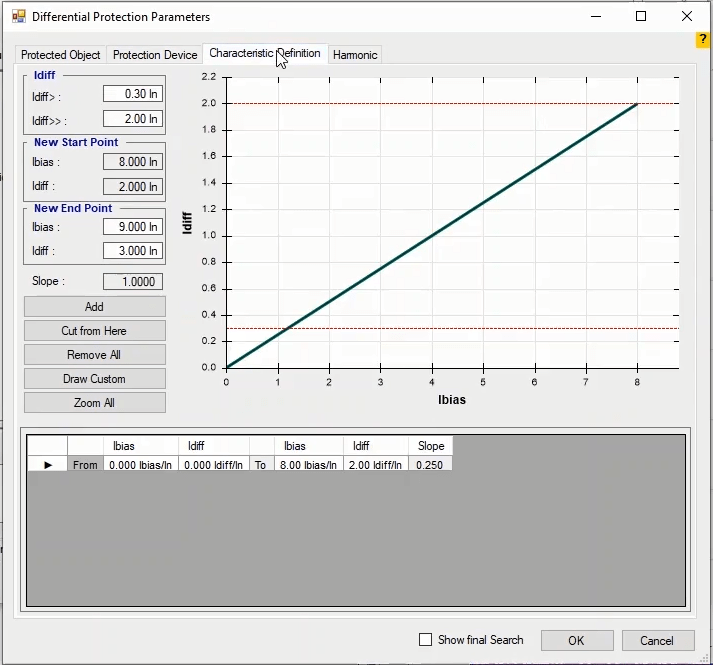 Differential Protection Parameters
?
Protected Object Protection Device Characteristic Definition Harmonic
Idiff
Idiff> : 0.30 In
Idiff>> : 2.00 In
New Start Point
Ibias : 8.000 In
Idiff : 2.000 In
New End Point
Ibias : 9.000 In
Idiff : 3.000 In
Slope : 1.0000
Add
Cut from Here
Remove All
Draw Custom
Zoom All
2.2
2.0
1.8
1.6
1.4
1.2
1.0
0.8
0.6
0.4
0.2
0.0
Idiff
0 1 2 3 4 5 6 7 8
Ibias
Ibias Idiff Ibias Idiff Slope
From 0.000 Ibias/In 0.000 Idiff/In To 8.00 Ibias/In 2.00 Idiff/In 0.250
Show final Search OK Cancel